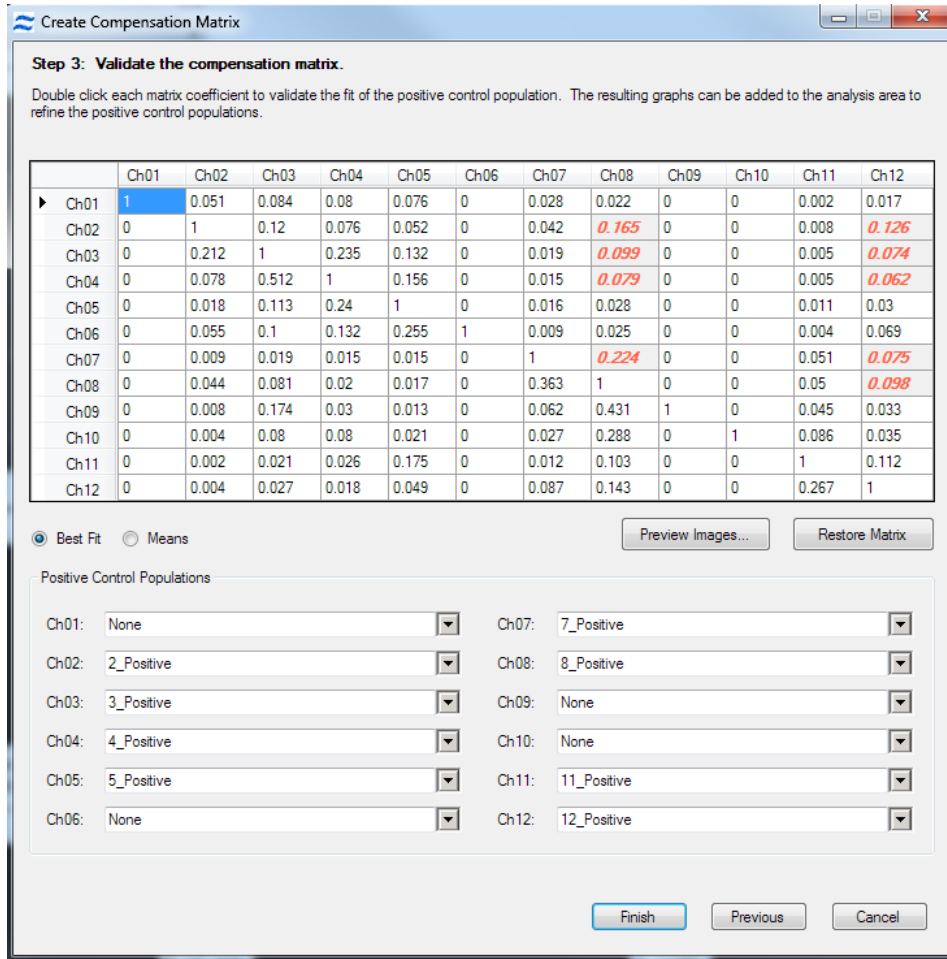 Create Compensation Matrix
Step 3: Validate the compensation matrix.
Double click each matrix coefficient to validate the fit of the positive control population. The resulting graphs can be added to the analysis area to
refine the positive control populations.
Ch01 Ch02 Ch03 Ch04 Ch05 Ch06 Ch07 Ch08 Ch09 Ch10 Ch11 Ch12
Ch01 1 0.051 0.084 0.08 0.076 0 0.028 0.022 0 0 0.002 0.017
Ch02 0 1 0.12 0.076 0.052 0 0.042 0.165 0 0 0.008 0.126
Ch03 0 0.212 1 0.235 0.132 0 0.019 0.099 0 0 0.005 0.074
Ch04 0 0.078 0.512 1 0.156 0 0.015 0.079 0 0 0.005 0.062
Ch05 0 0.018 0.113 0.24 1 0 0.016 0.028 0 0 0.011 0.03
Ch06 0 0.055 0.1 0.132 0.255 1 0.009 0.025 0 0 0.004 0.069
Ch07 0 0.009 0.019 0.015 0.015 0 1 0.224 0 0 0.051 0.075
Ch08 0 0.044 0.081 0.02 0.017 0 0.363 1 0 0 0.05 0.098
Ch09 0 0.008 0.174 0.03 0.013 0 0.062 0.431 1 0 0.045 0.033
Ch10 0 0.004 0.08 0.08 0.021 0 0.027 0.288 0 1 0.086 0.035
Ch11 0 0.002 0.021 0.026 0.175 0 0.012 0.103 0 0 1 0.112
Ch12 0 0.004 0.027 0.018 0.049 0 0.087 0.143 0 0 0.267 1
Best Fit Means Preview Images... Restore Matrix
Positive Control Populations
Ch01: None Ch07: 7_Positive
Ch02: 2_Positive Ch08: 8_Positive
Ch03: 3_Positive Ch09: None
Ch04: 4_Positive Ch10: None
Ch05: 5_Positive Ch11: 11_Positive
Ch06: None Ch12: 12_Positive
Finish Previous Cancel